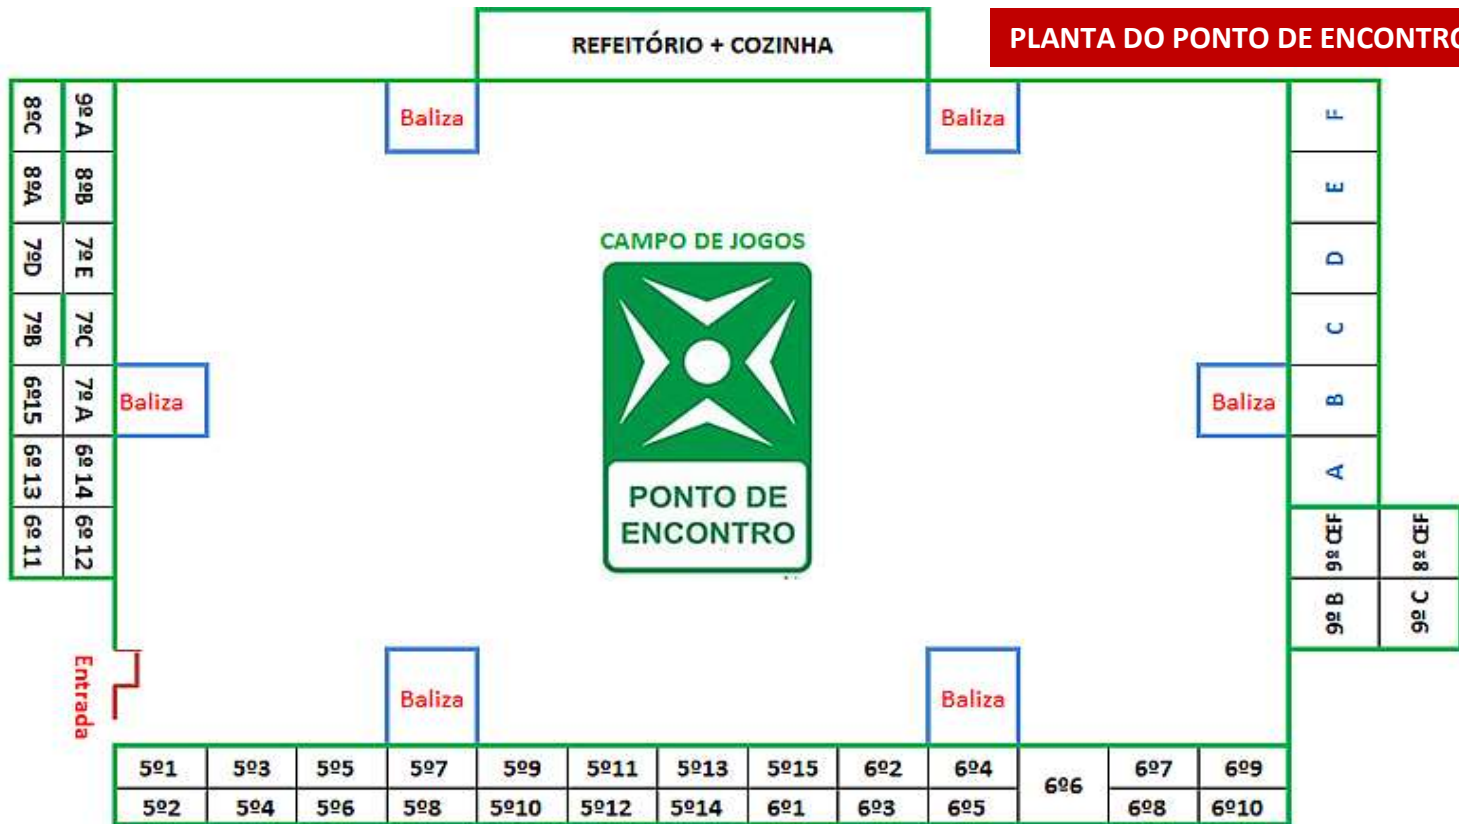 REFEITÓRIO + COZINHA
PLANTA DO PONTO DE ENCONTRO
8ºC
9º A
Baliza
Baliza
F
8ºA
8ºB
E
7ºD
7º E
CAMPO DE JOGOS
D
7ºB
7ºC
C
6º15
7º A
Baliza
Baliza
B
6º 13
6º 14
A
PONTO DE
ENCONTRO
6º 11
6º 12
9º CEF
8º CEF
9º B
9º C
Entrada
Baliza
Baliza
5º1
5º3
5º5
5º7
5º9
5º11
5º13
5º15
6º2
6º4
6º6
6º7
6º9
5º2
5º4
5º6
5º8
5º10
5º12
5º14
6º1
6º3
6º5
6º8
6º10